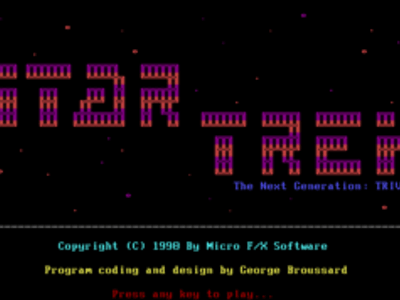 STAR
TREK
The Next Generation: TRIV
Copyright (C) 1990 By Micro F/X Software
Program coding and design by George Broussard
Press any key to play...